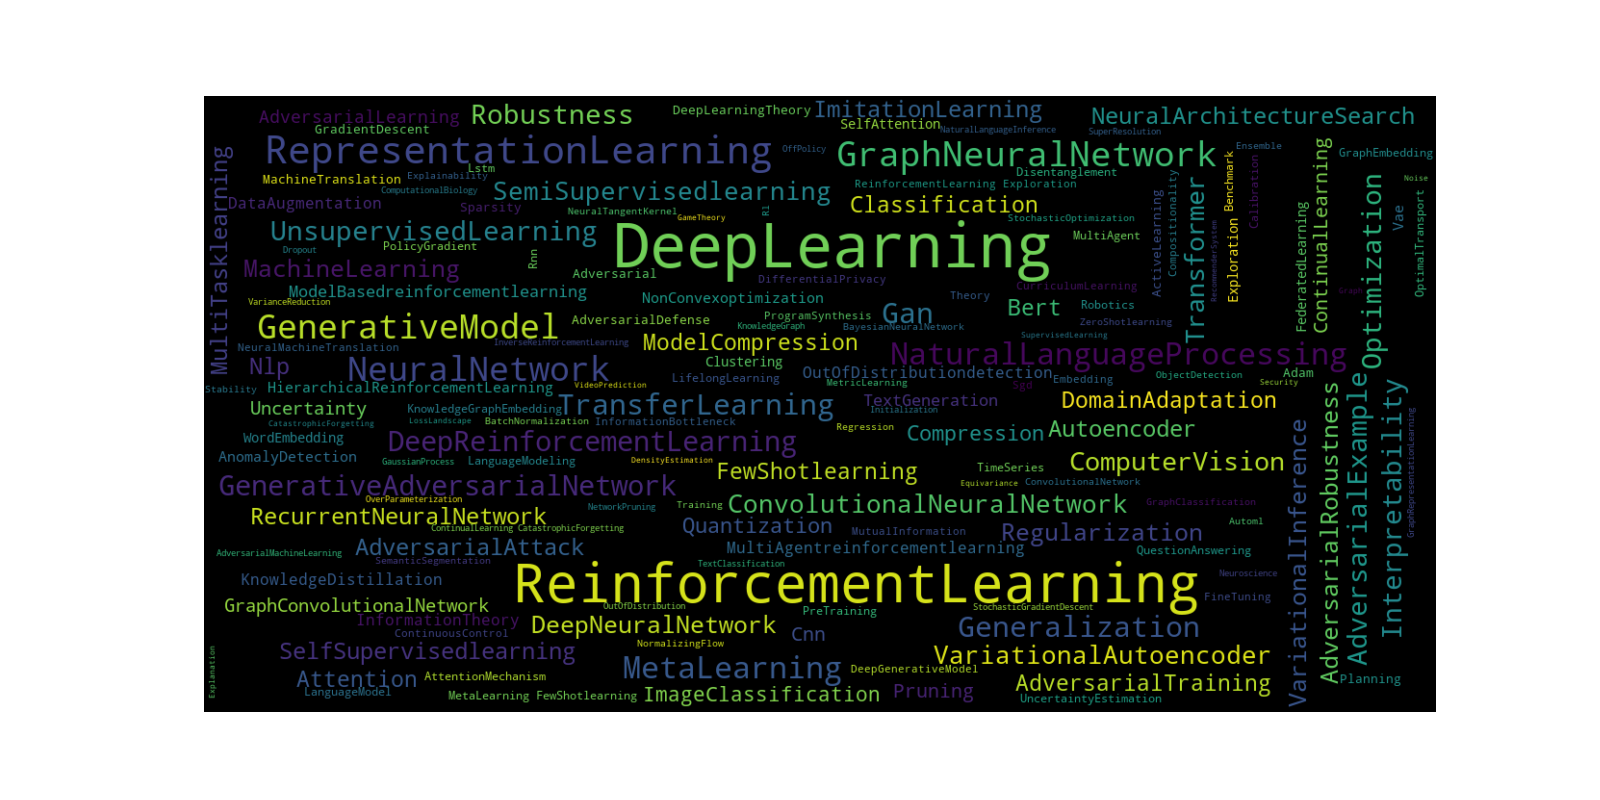 AdversarialLearning
Robustness
DeepLearningTheory
ImitationLearning
NeuralArchitectureSearch
GradientDescent
SelfAttention
NaturalLanguageInference
SuperResolution
RepresentationLearning
OffPolicy
GraphNeuralNetwork
Ensemble
GraphEmbedding
Lstm
Disentanglement
MachineTranslation
Explainability
ComputationalBiology
SemiSupervisedlearning
ReinforcementLearning Exploration
Noise
DataAugmentation
Sparsity
NeuralTangentKernel
GameTheory
Rl
Classification
StochasticOptimization
UnsupervisedLearning
DeepLearning
MultiAgent
Dropout
PolicyGradient
Rnn
MachineLearning
Adversarial
DifferentialPrivacy
CurriculumLearning
ModelBasedreinforcementlearning
NonConvexoptimization
Theory
Graph
VarianceReduction
Gan
Bert
Robotics
GenerativeModel
AdversarialDefense
ProgramSynthesis
KnowledgeGraph
BayesianNeuralNetwork
ZeroShotlearning
SupervisedLearning
NeuralMachineTranslation
InverseReinforcementLearning
ModelCompression
NaturalLanguageProcessing
Nlp
NeuralNetwork
Clustering
OutOfDistributiondetection
ObjectDetection
Adam
Stability
HierarchicalReinforcementLearning
VideoPrediction
LifelongLearning
MetricLearning
Embedding
Sgd
Security
Uncertainty
KnowledgeGraphEmbedding
TransferLearning
TextGeneration
DomainAdaptation
CatastrophicForgetting
LossLandscape
BatchNormalization
InformationBottleneck
Initialization
Regression
WordEmbedding
DeepReinforcementLearning
Compression
Autoencoder
AnomalyDetection
GaussianProcess
LanguageModeling
DensityEstimation
FewShotlearning
TimeSeries
ComputerVision
GenerativeAdversarialNetwork
Equivariance
ConvolutionalNetwork
OverParameterization
NetworkPruning
Training
ConvolutionalNeuralNetwork
GraphClassification
RecurrentNeuralNetwork
ContinualLearning CatastrophicForgetting
Quantization
MutualInformation
Regularization
Automl
AdversarialMachineLearning
AdversarialAttack
SemanticSegmentation
MultiAgentreinforcementlearning
QuestionAnswering
TextClassification
KnowledgeDistillation
ReinforcementLearning
Neuroscience
GraphConvolutionalNetwork
OutOfDistribution
PreTraining
StochasticGradientDescent
FineTuning
InformationTheory
ContinuousControl
DeepNeuralNetwork
Cnn
Generalization
NormalizingFlow
SelfSupervisedlearning
MetaLearning
DeepGenerativeModel
VariationalAutoencoder
Attention
AttentionMechanism
AdversarialTraining
Planning
LanguageModel
MetaLearning FewShotlearning
ImageClassification
Pruning
UncertaintyEstimation
MultiTasklearning
Explanation
ActiveLearning
Compositionality
Transformer
RecommenderSystem
Exploration Benchmark
Calibration
FederatedLearning
ContinualLearning
Optimization
Vae
OptimalTransport
VariationalInference
AdversarialRobustness
AdversarialExample
Interpretability
GraphRepresentationLearning